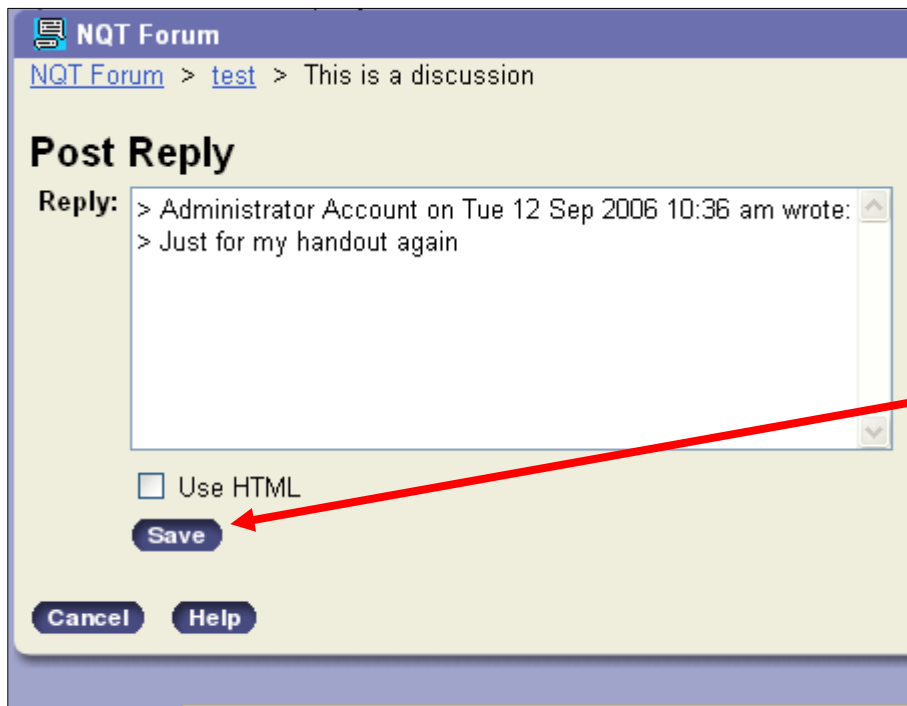 NQT Forum
NQT Forum > test > This is a discussion
Post Reply
Reply:
> Administrator Account on Tue 12 Sep 2006 10:36 am wrote:
> Just for my handout again
Use HTML
Save
Cancel Help